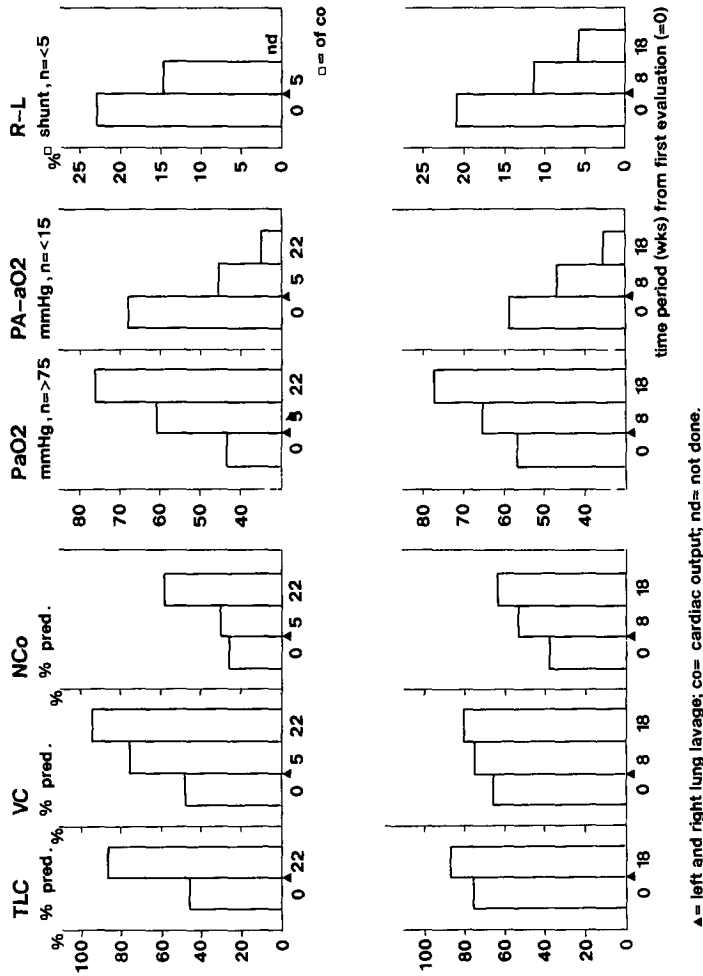 TLC VC NCo PaO2 PA-aO2 R-L
% pred. % pred. % pred. mmHg, n=>75 mmHg, n=<15 %□ shunt, n=<5
% % %
100 80 25
80 70 20
60 60 15
40 50 10
20 40 5
0 0
nd
0 22 0 5 22 0 5 22 0 5 22 0 5 22 0 5
□= of co
100 80 25
80 70 20
60 60 15
40 50 10
20 40 5
0 0
0 18 0 8 18 0 8 18 0 8 18 0 8 18 0 8 18
time period (wks) from first evaluation (=0)
▲= left and right lung lavage; co= cardiac output; nd= not done.